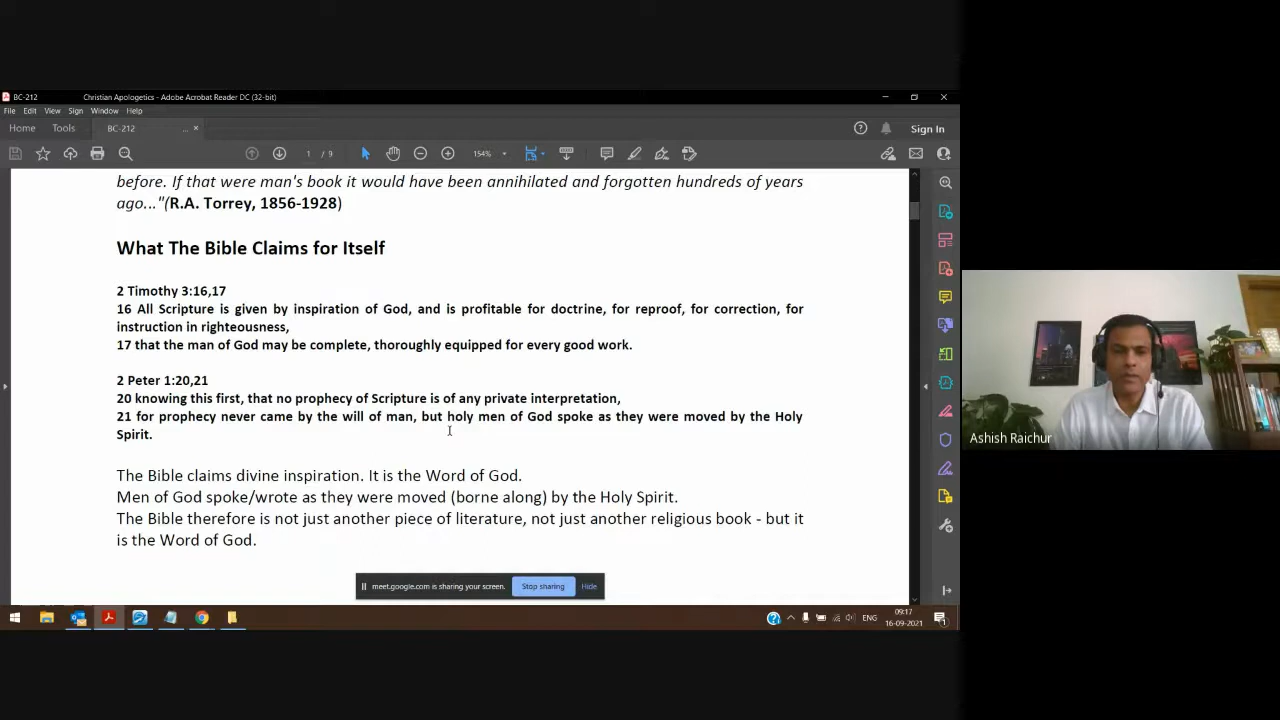 BC-212
Christian Apologetics - Adobe Acrobat Reader DC (32-bit)
File Edit View Sign Window Help
Home Tools BC-212 ... × Sign In
1 / 9 154%
before. If that were man's book it would have been annihilated and forgotten hundreds of years
ago..."(R.A. Torrey, 1856-1928)
What The Bible Claims for Itself
2 Timothy 3:16,17
16 All Scripture is given by inspiration of God, and is profitable for doctrine, for reproof, for correction, for
instruction in righteousness,
17 that the man of God may be complete, thoroughly equipped for every good work.
2 Peter 1:20,21
20 knowing this first, that no prophecy of Scripture is of any private interpretation,
21 for prophecy never came by the will of man, but holy men of God spoke as they were moved by the Holy
Spirit.
The Bible claims divine inspiration. It is the Word of God.
Men of God spoke/wrote as they were moved (borne along) by the Holy Spirit.
The Bible therefore is not just another piece of literature, not just another religious book - but it
is the Word of God.
meet.google.com is sharing your screen. Stop sharing Hide
Ashish Raichur
ENG
09:17
16-09-2021